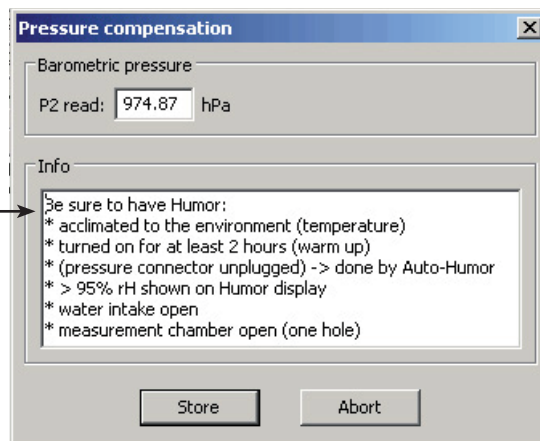 Pressure compensation
Barometric pressure
P2 read: 974.87 hPa
Info
Be sure to have Humor:
* acclimated to the environment (temperature)
* turned on for at least 2 hours (warm up)
* (pressure connector unplugged) -> done by Auto-Humor
* > 95% rH shown on Humor display
* water intake open
* measurement chamber open (one hole)
Store Abort